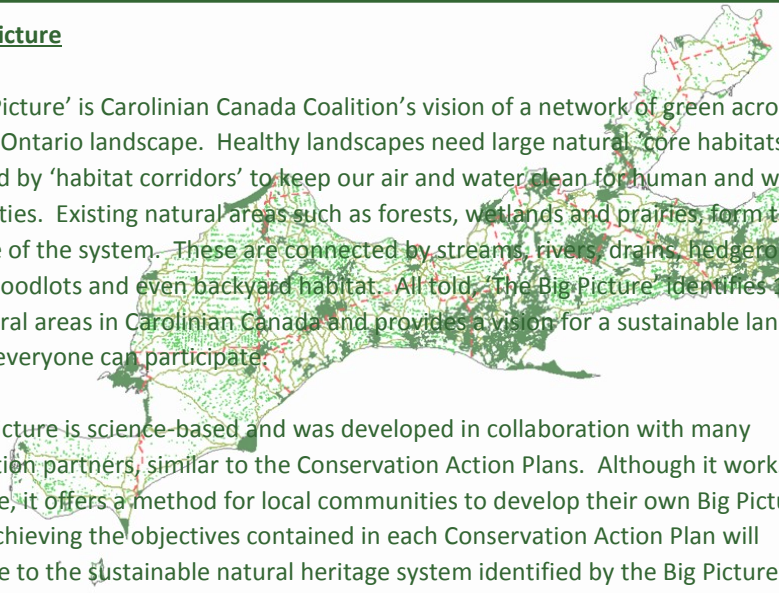 icture
Picture’ is Carolinian Canada Coalition’s vision of a network of green acro
Ontario landscape.  Healthy landscapes need large natural ‘core habitats
d by ‘habitat corridors’ to keep our air and water clean for human and w
ties.  Existing natural areas such as forests, wetlands and prairies, form t
e of the system.  These are connected by streams, rivers, drains, hedgero
oodlots and even backyard habitat.  All told, ‘The Big Picture’ identifies
ral areas in Carolinian Canada and provides a vision for a sustainable lan
everyone can participate.
icture is science-based and was developed in collaboration with many
tion partners, similar to the Conservation Action Plans.  Although it work
e, it offers a method for local communities to develop their own Big Pictu
chieving the objectives contained in each Conservation Action Plan will
e to the sustainable natural heritage system identified by the Big Picture